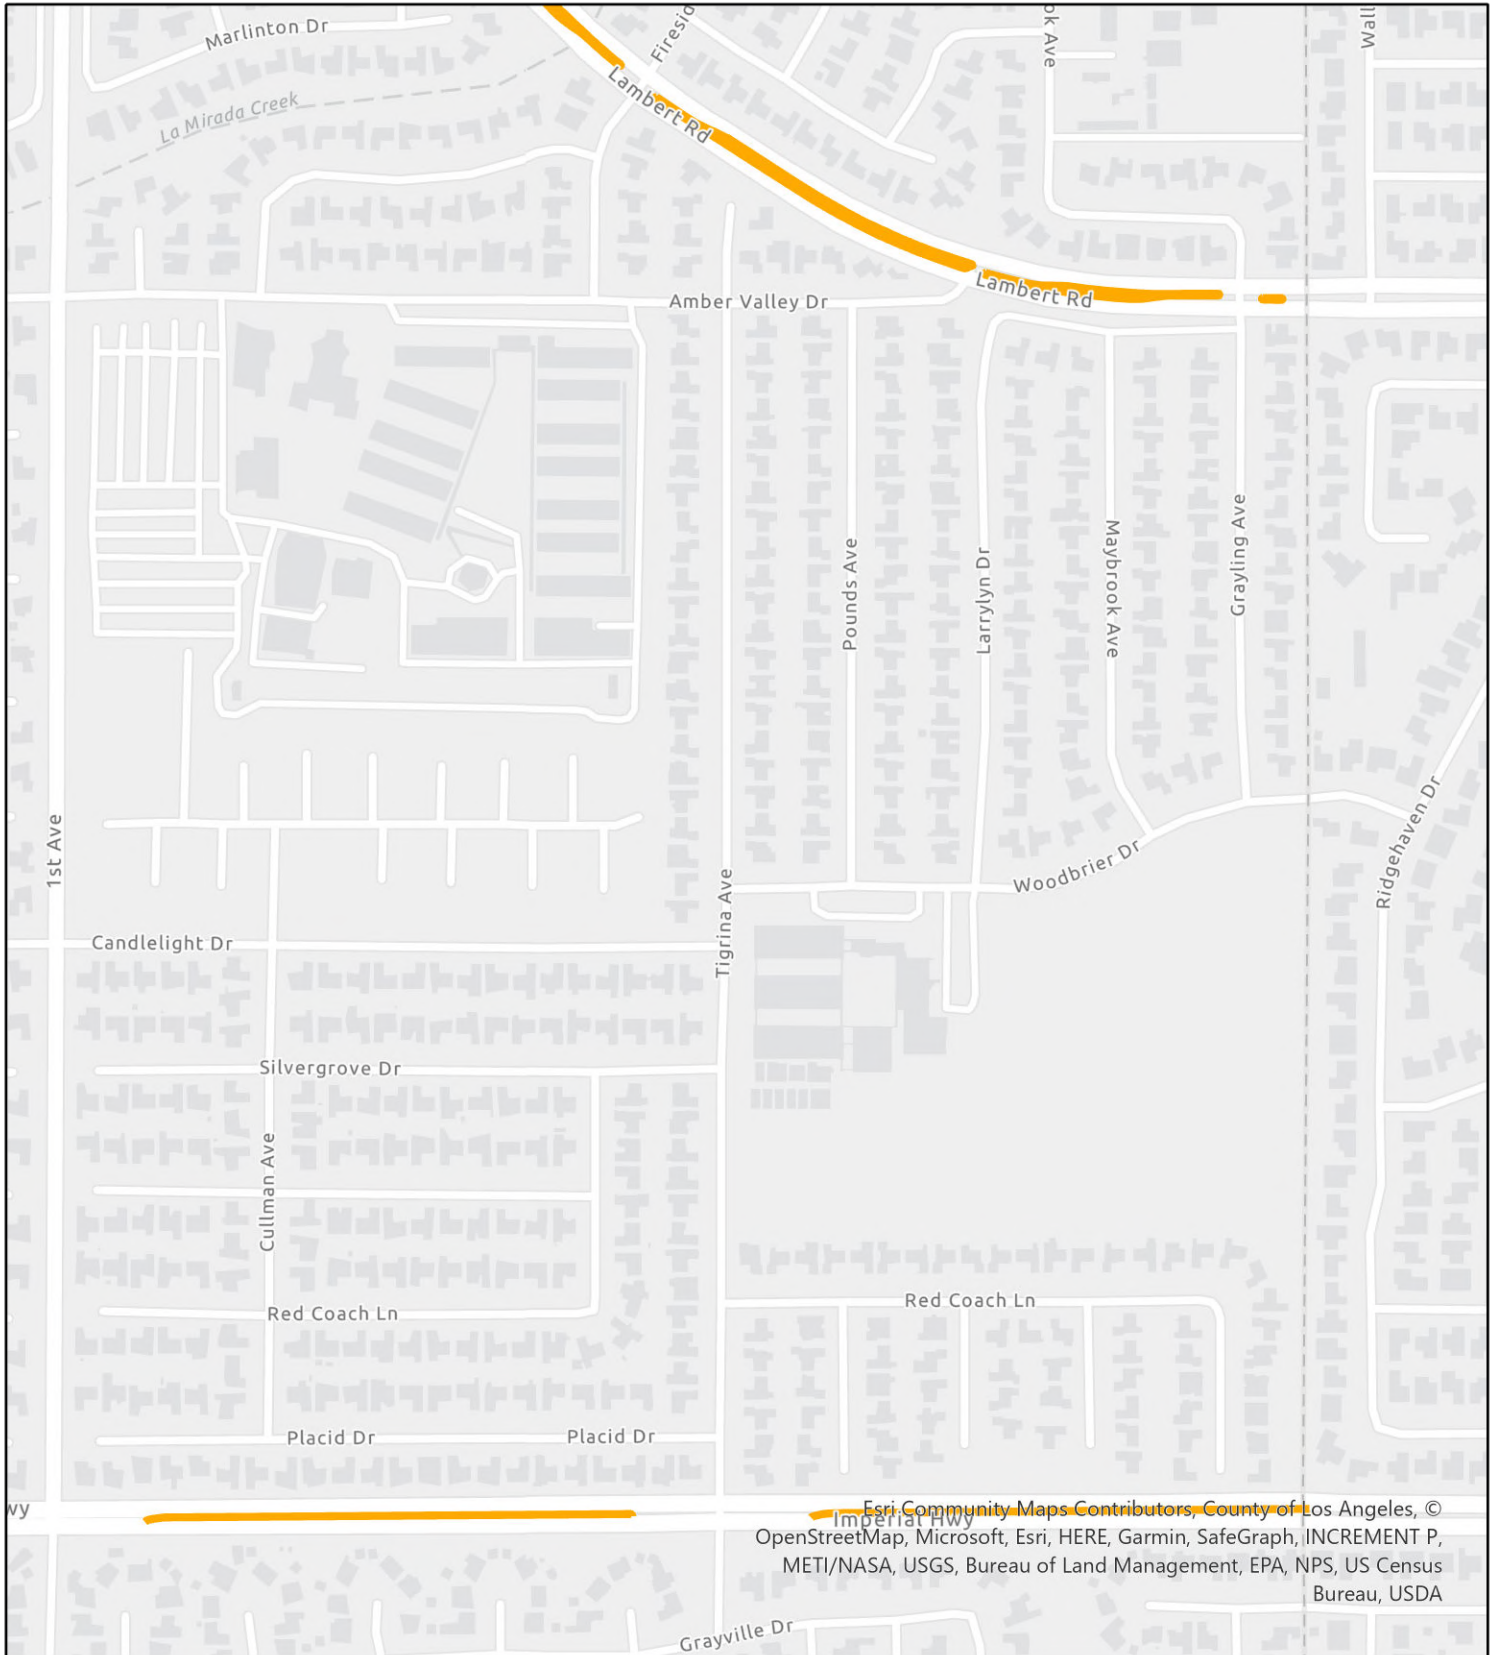 Marlinton Dr
Firesid
ok Ave
Wall
La Mirada Creek
Lambert Rd
Amber Valley Dr
Lambert Rd
Pounds Ave
Larrylyn Dr
Maybrook Ave
Grayling Ave
1st Ave
Tigrina Ave
Woodbrier Dr
Ridgehaven Dr
Candlelight Dr
Silvergrove Dr
Cullman Ave
Red Coach Ln
Red Coach Ln
Placid Dr
Placid Dr
wy
Imperial Hwy
Esri Community Maps Contributors, County of Los Angeles, ©
OpenStreetMap, Microsoft, Esri, HERE, Garmin, SafeGraph, INCREMENT P,
METI/NASA, USGS, Bureau of Land Management, EPA, NPS, US Census
Bureau, USDA
Grayville Dr